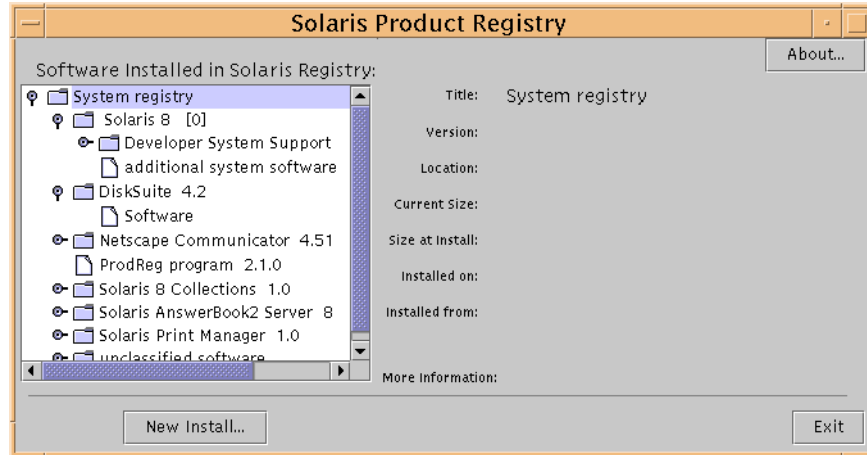 Solaris Product Registry
About...
Software Installed in Solaris Registry:
System registry
Solaris 8 [0]
Developer System Support
additional system software
DiskSuite 4.2
Software
Netscape Communicator 4.51
ProdReg program 2.1.0
Solaris 8 Collections 1.0
Solaris AnswerBook2 Server 8
Solaris Print Manager 1.0
unclassified software
Title: System registry
Version:
Location:
Current Size:
Size at Install:
Installed on:
Installed from:
More Information:
New Install...
Exit